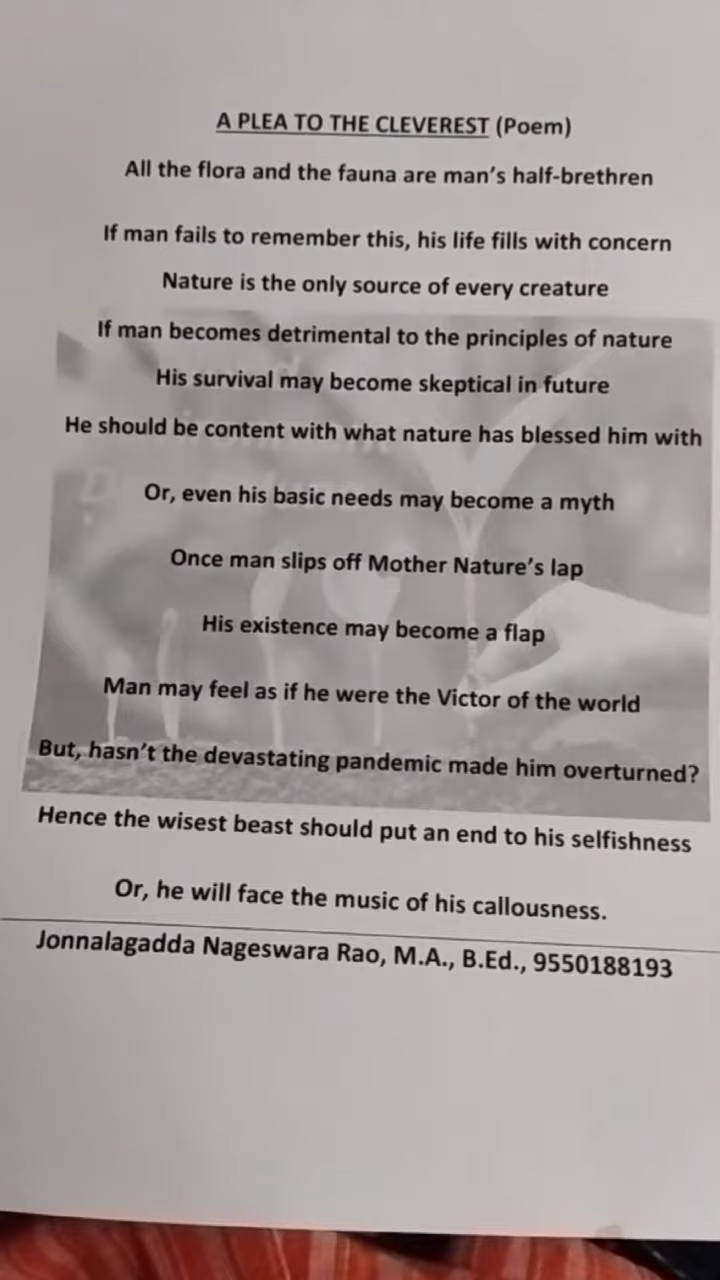 A PLEA TO THE CLEVEREST (Poem)
All the flora and the fauna are man's half-brethren
If man fails to remember this, his life fills with concern
Nature is the only source of every creature
If man becomes detrimental to the principles of nature
His survival may become skeptical in future
He should be content with what nature has blessed him with
Or, even his basic needs may become a myth
Once man slips off Mother Nature's lap
His existence may become a flap
Man may feel as if he were the Victor of the world
But, hasn't the devastating pandemic made him overturned?
Hence the wisest beast should put an end to his selfishness
Or, he will face the music of his callousness.
Jonnalagadda Nageswara Rao, M.A., B.Ed., 9550188193